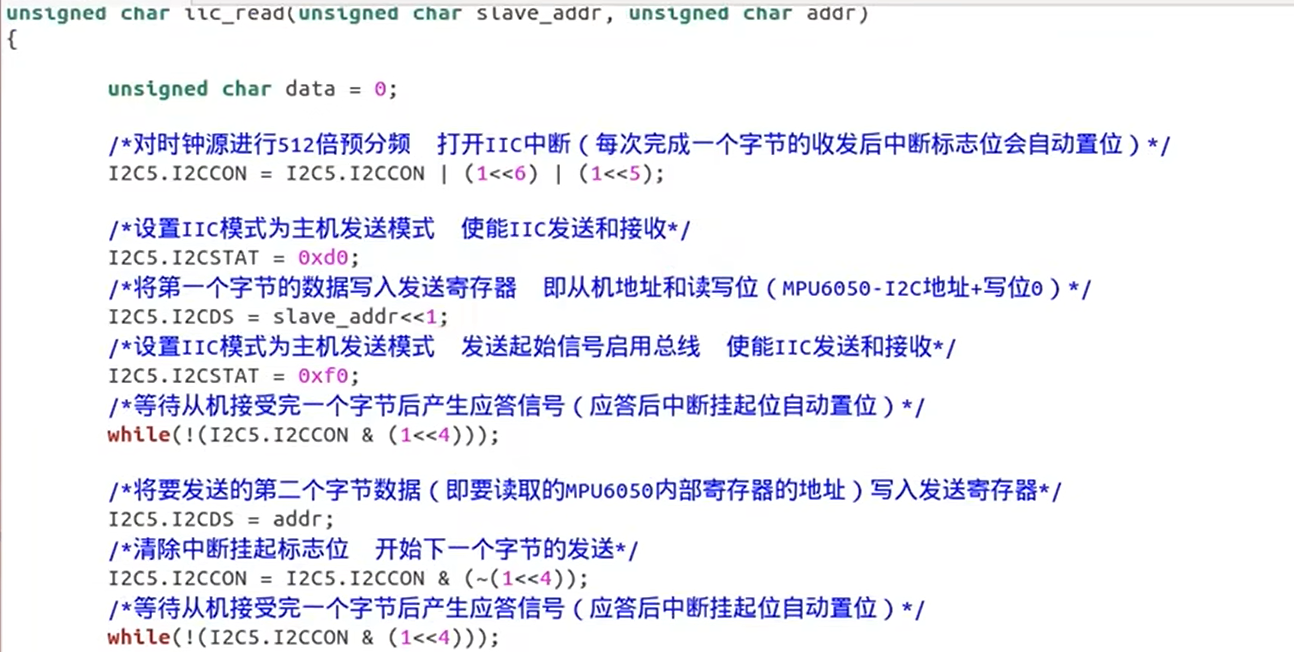 unsigned char iic_read(unsigned char slave_addr, unsigned char addr)
{
unsigned char data = 0;
/*对时钟源进行512倍预分频　打开IIC中断（每次完成一个字节的收发后中断标志位会自动置位）*/
I2C5.I2CCON = I2C5.I2CCON | (1<<6) | (1<<5);
/*设置IIC模式为主机发送模式　使能IIC发送和接收*/
I2C5.I2CSTAT = 0xd0;
/*将第一个字节的数据写入发送寄存器　即从机地址和读写位（MPU6050-I2C地址+写位0）*/
I2C5.I2CDS = slave_addr<<1;
/*设置IIC模式为主机发送模式　发送起始信号启用总线　使能IIC发送和接收*/
I2C5.I2CSTAT = 0xf0;
/*等待从机接受完一个字节后产生应答信号（应答后中断挂起位自动置位）*/
while(!(I2C5.I2CCON & (1<<4)));
/*将要发送的第二个字节数据（即要读取的MPU6050内部寄存器的地址）写入发送寄存器*/
I2C5.I2CDS = addr;
/*清除中断挂起标志位　开始下一个字节的发送*/
I2C5.I2CCON = I2C5.I2CCON & (~(1<<4));
/*等待从机接受完一个字节后产生应答信号（应答后中断挂起位自动置位）*/
while(!(I2C5.I2CCON & (1<<4)));